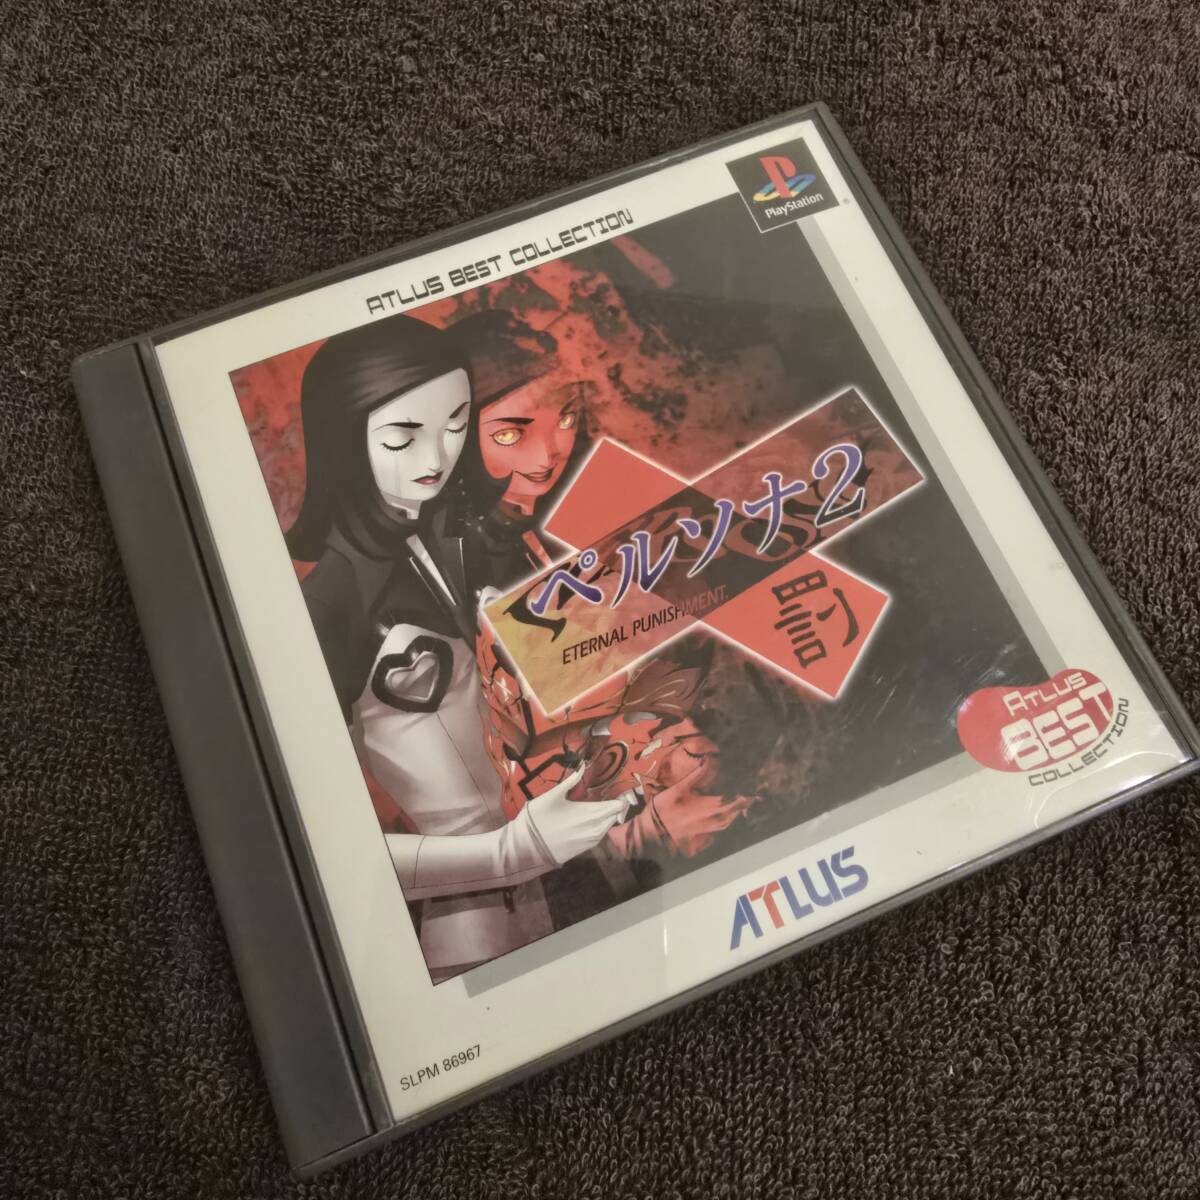 PlayStation
ATLUS BEST COLLECTION
ペルソナ2
ETERNAL PUNISHMENT.
罰
ATLUS
BEST
COLLECTION
ATLUS
SLPM 86967